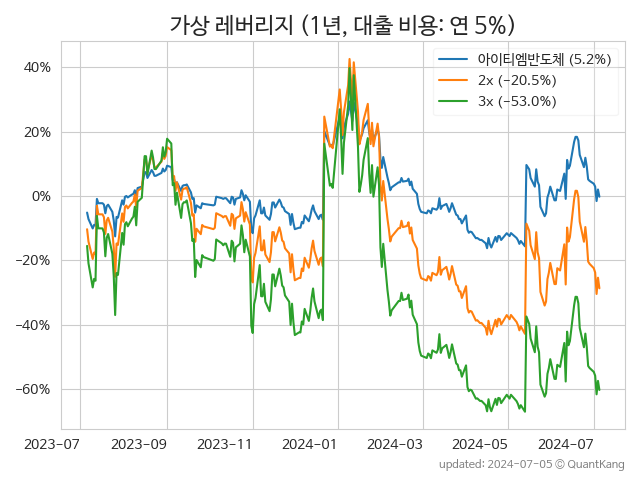 가상 레버리지 (1년, 대출 비용: 연 5%)
아이티엠반도체 (5.2%)
2x (−20.5%)
3x (−53.0%)
40%
20%
0%
−20%
−40%
−60%
2023-07 2023-09 2023-11 2024-01 2024-03 2024-05 2024-07
updated: 2024-07-05 © QuantKang